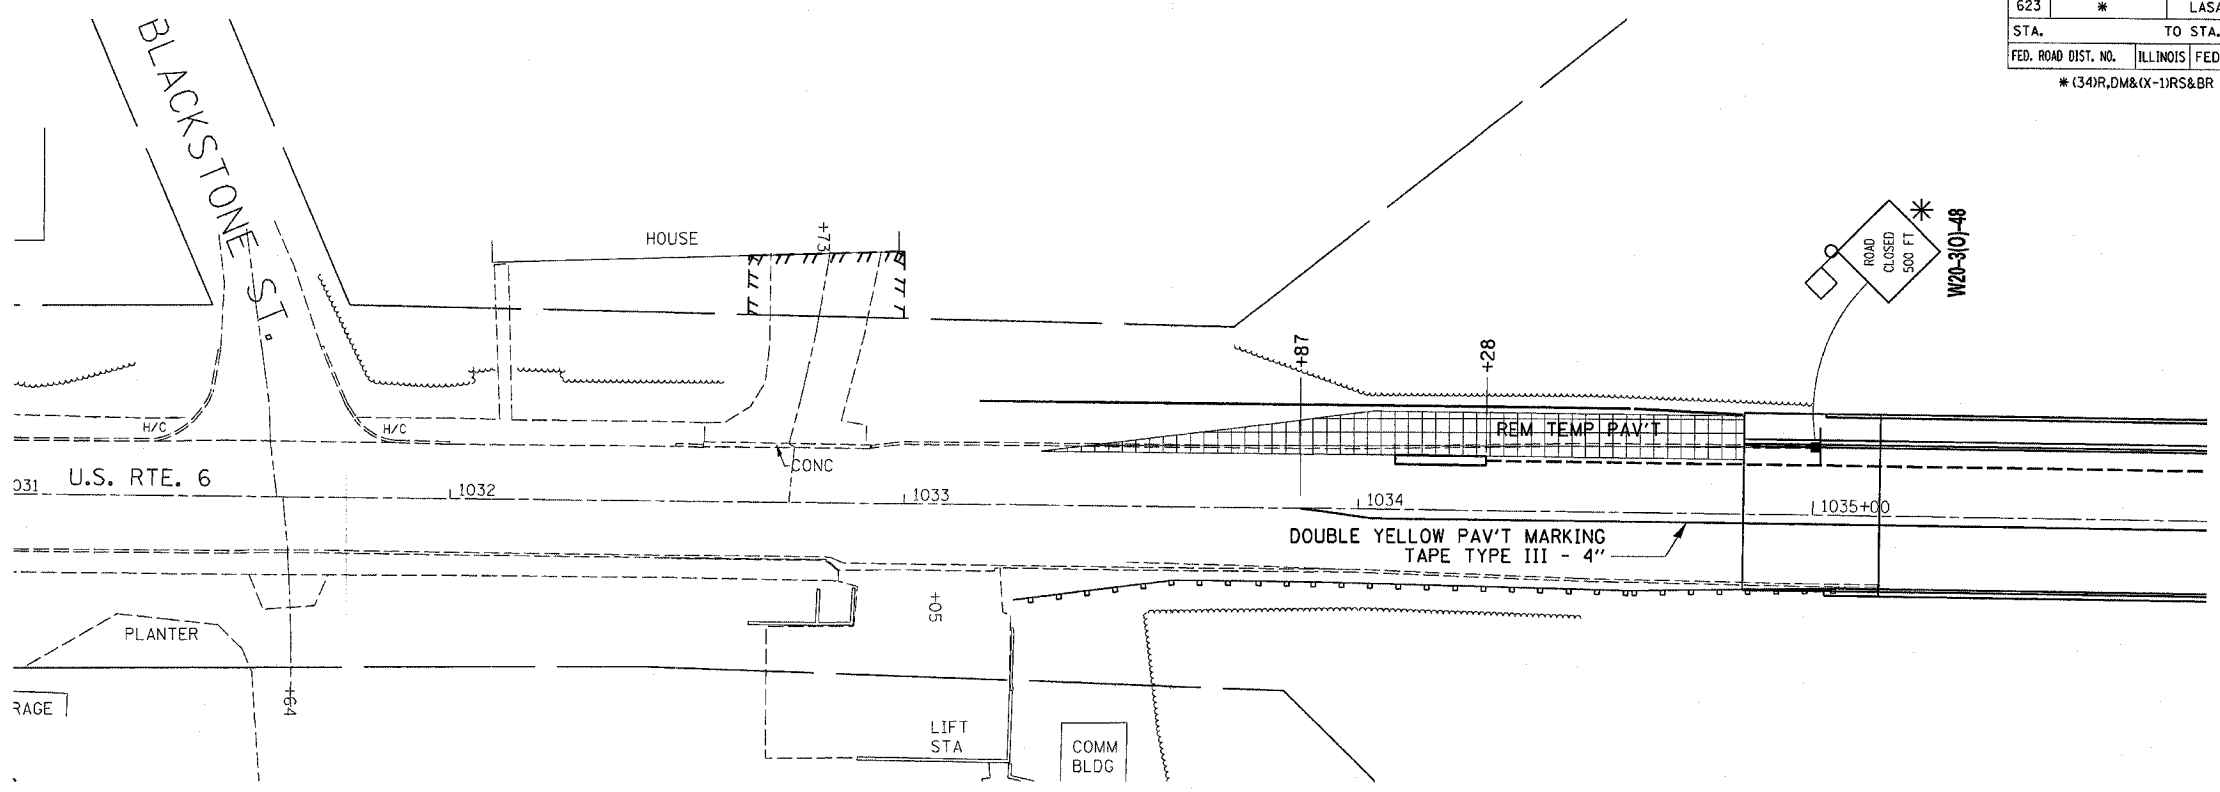 623 * LASA
STA. TO STA.
FED. ROAD DIST. NO. ILLINOIS FED
*(34)R,DM&(X-1)RS&BR
BLACKSTONE ST.
HOUSE
+73
ROAD
CLOSED
500 FT
*
W20-3(O)-48
+87
+28
H/C
H/C
REM TEMP PAV'T
CONC
U.S. RTE. 6
031
1032
1033
1034
1035+00
DOUBLE YELLOW PAV'T MARKING
TAPE TYPE III - 4"
+05
PLANTER
+64
RAGE
LIFT
STA
COMM
BLDG